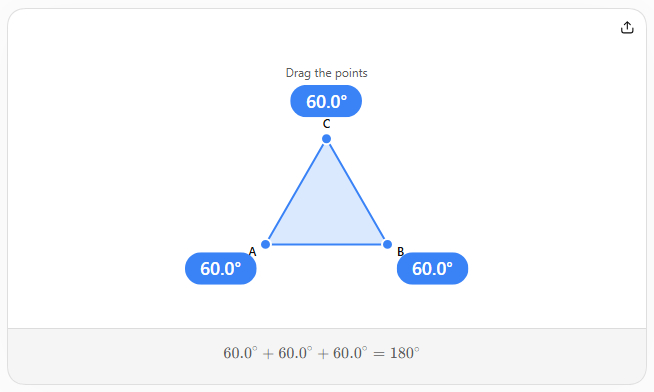 Drag the points
60.0°
C
A
B
60.0°
60.0°
60.0° + 60.0° + 60.0° = 180°